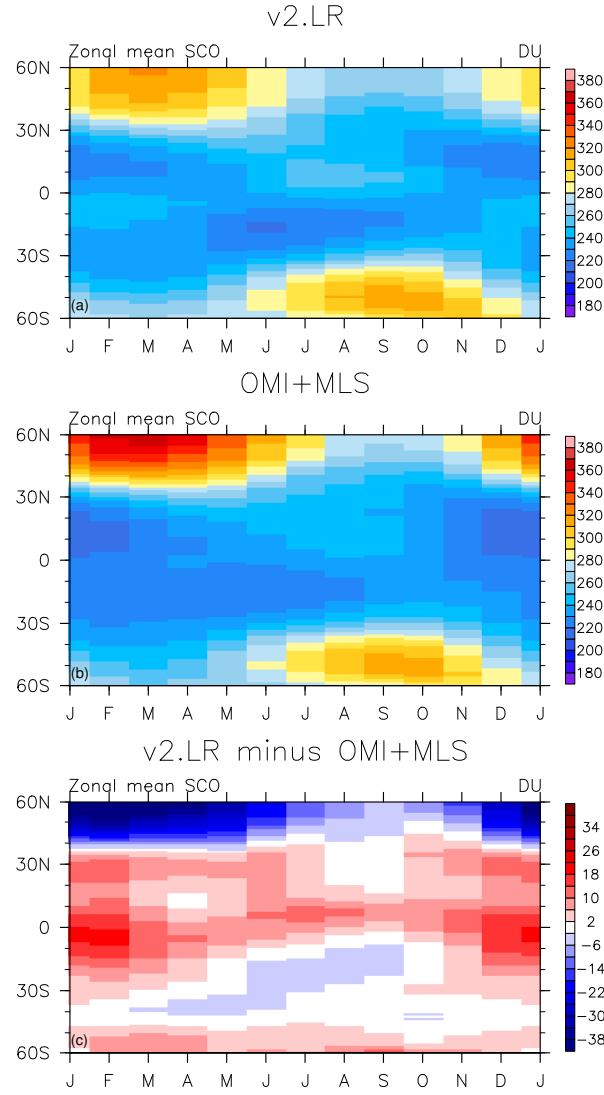 v2.LR
Zonal mean SCO DU
60N
30N
0
30S
60S
(a)
J F M A M J J A S O N D J
380
360
340
320
300
280
260
240
220
200
180
OMI+MLS
Zonal mean SCO DU
60N
30N
0
30S
60S
(b)
J F M A M J J A S O N D J
380
360
340
320
300
280
260
240
220
200
180
v2.LR minus OMI+MLS
Zonal mean SCO DU
60N
30N
0
30S
60S
(c)
J F M A M J J A S O N D J
34
26
18
10
2
-6
-14
-22
-30
-38